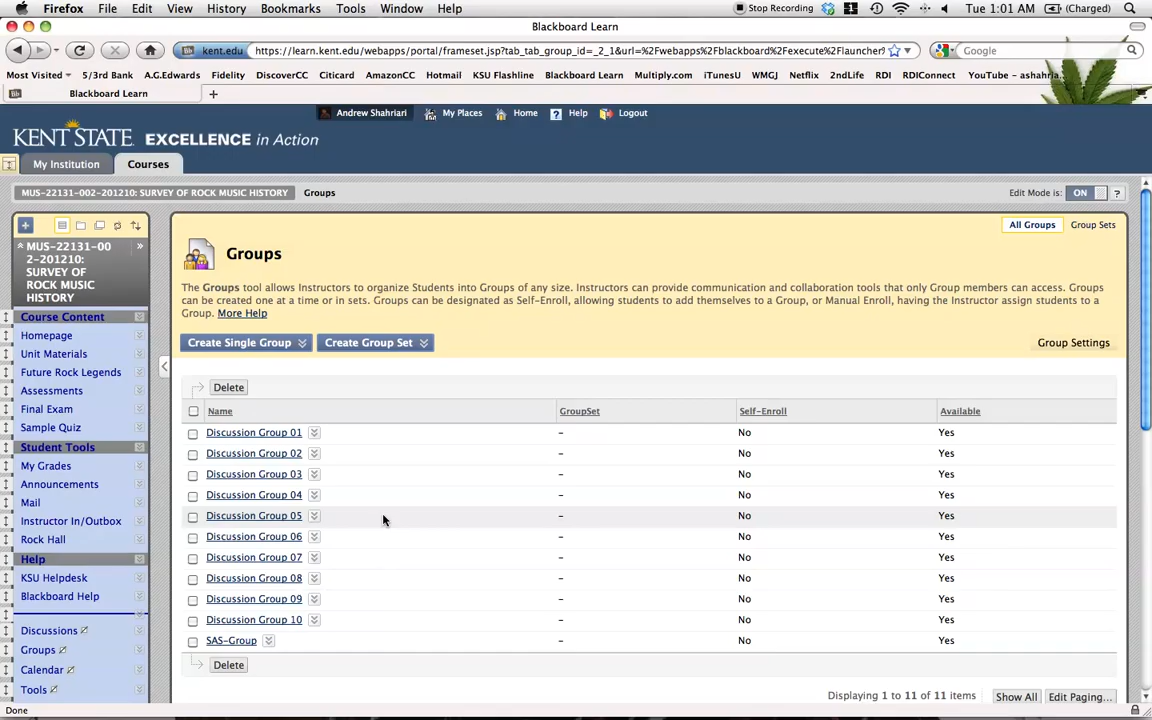 Firefox File Edit View History Bookmarks Tools Window Help Stop Recording 1 Tue 1:01 AM (Charged)
Blackboard Learn
kent.edu https://learn.kent.edu/webapps/portal/frameset.jsp?tab_tab_group_id=_2_1&url=%2Fwebapps%2Fblackboard%2Fexecute%2Flauncher? Google
Most Visited 5/3rd Bank A.G.Edwards Fidelity DiscoverCC Citicard AmazonCC Hotmail KSU Flashline Blackboard Learn Multiply.com iTunesU WMGJ Netflix 2ndLife RDI RDIConnect YouTube - ashahria...
Blackboard Learn
Andrew Shahriari My Places Home Help Logout
KENT STATE EXCELLENCE in Action
My Institution Courses
MUS-22131-002-201210: SURVEY OF ROCK MUSIC HISTORY Groups Edit Mode is: ON ?
All Groups Group Sets
MUS-22131-00
2-201210:
SURVEY OF
ROCK MUSIC
HISTORY
Course Content
Homepage
Unit Materials
Future Rock Legends
Assessments
Final Exam
Sample Quiz
Student Tools
My Grades
Announcements
Mail
Instructor In/Outbox
Rock Hall
Help
KSU Helpdesk
Blackboard Help
Discussions
Groups
Calendar
Tools
Groups
The Groups tool allows Instructors to organize Students into Groups of any size. Instructors can provide communication and collaboration tools that only Group members can access. Groups
can be created one at a time or in sets. Groups can be designated as Self-Enroll, allowing students to add themselves to a Group, or Manual Enroll, having the Instructor assign students to a
Group. More Help
Create Single Group Create Group Set Group Settings
Delete
Name GroupSet Self-Enroll Available
Discussion Group 01 – No Yes
Discussion Group 02 – No Yes
Discussion Group 03 – No Yes
Discussion Group 04 – No Yes
Discussion Group 05 – No Yes
Discussion Group 06 – No Yes
Discussion Group 07 – No Yes
Discussion Group 08 – No Yes
Discussion Group 09 – No Yes
Discussion Group 10 – No Yes
SAS-Group – No Yes
Delete
Displaying 1 to 11 of 11 items Show All Edit Paging...
Done